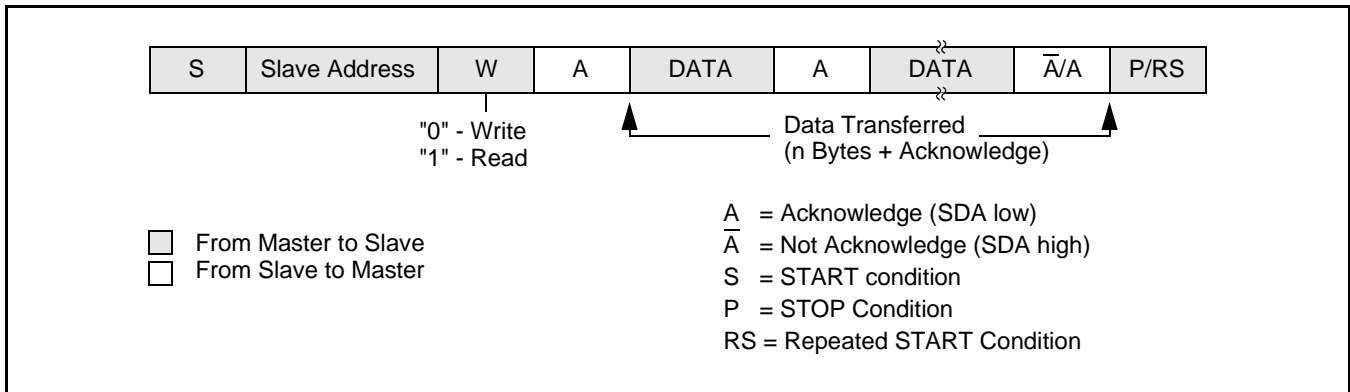 S Slave Address W A DATA A DATA A̅/A P/RS
"0" - Write
"1" - Read
Data Transferred
(n Bytes + Acknowledge)
From Master to Slave
From Slave to Master
A = Acknowledge (SDA low)
A̅ = Not Acknowledge (SDA high)
S = START condition
P = STOP Condition
RS = Repeated START Condition